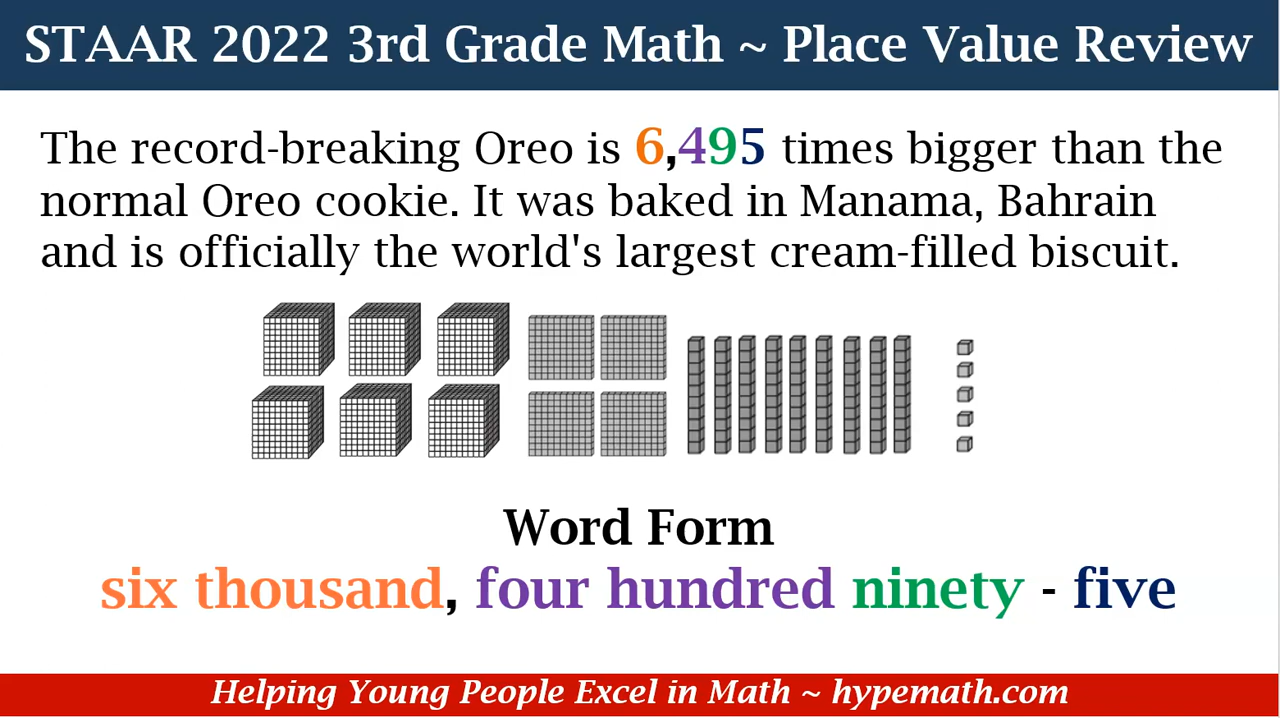 STAAR 2022 3rd Grade Math ~ Place Value Review
The record-breaking Oreo is 6,495 times bigger than the
normal Oreo cookie. It was baked in Manama, Bahrain
and is officially the world's largest cream-filled biscuit.
Word Form
six thousand, four hundred ninety - five
Helping Young People Excel in Math ~ hypemath.com